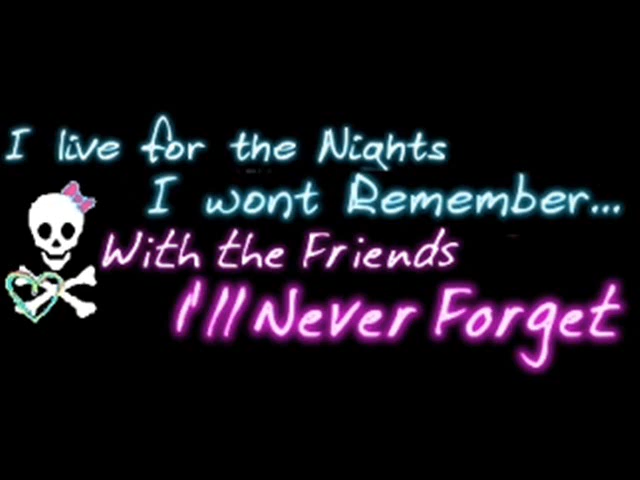 I live for the Nights
I wont Remember...
With the Friends
I'll Never Forget